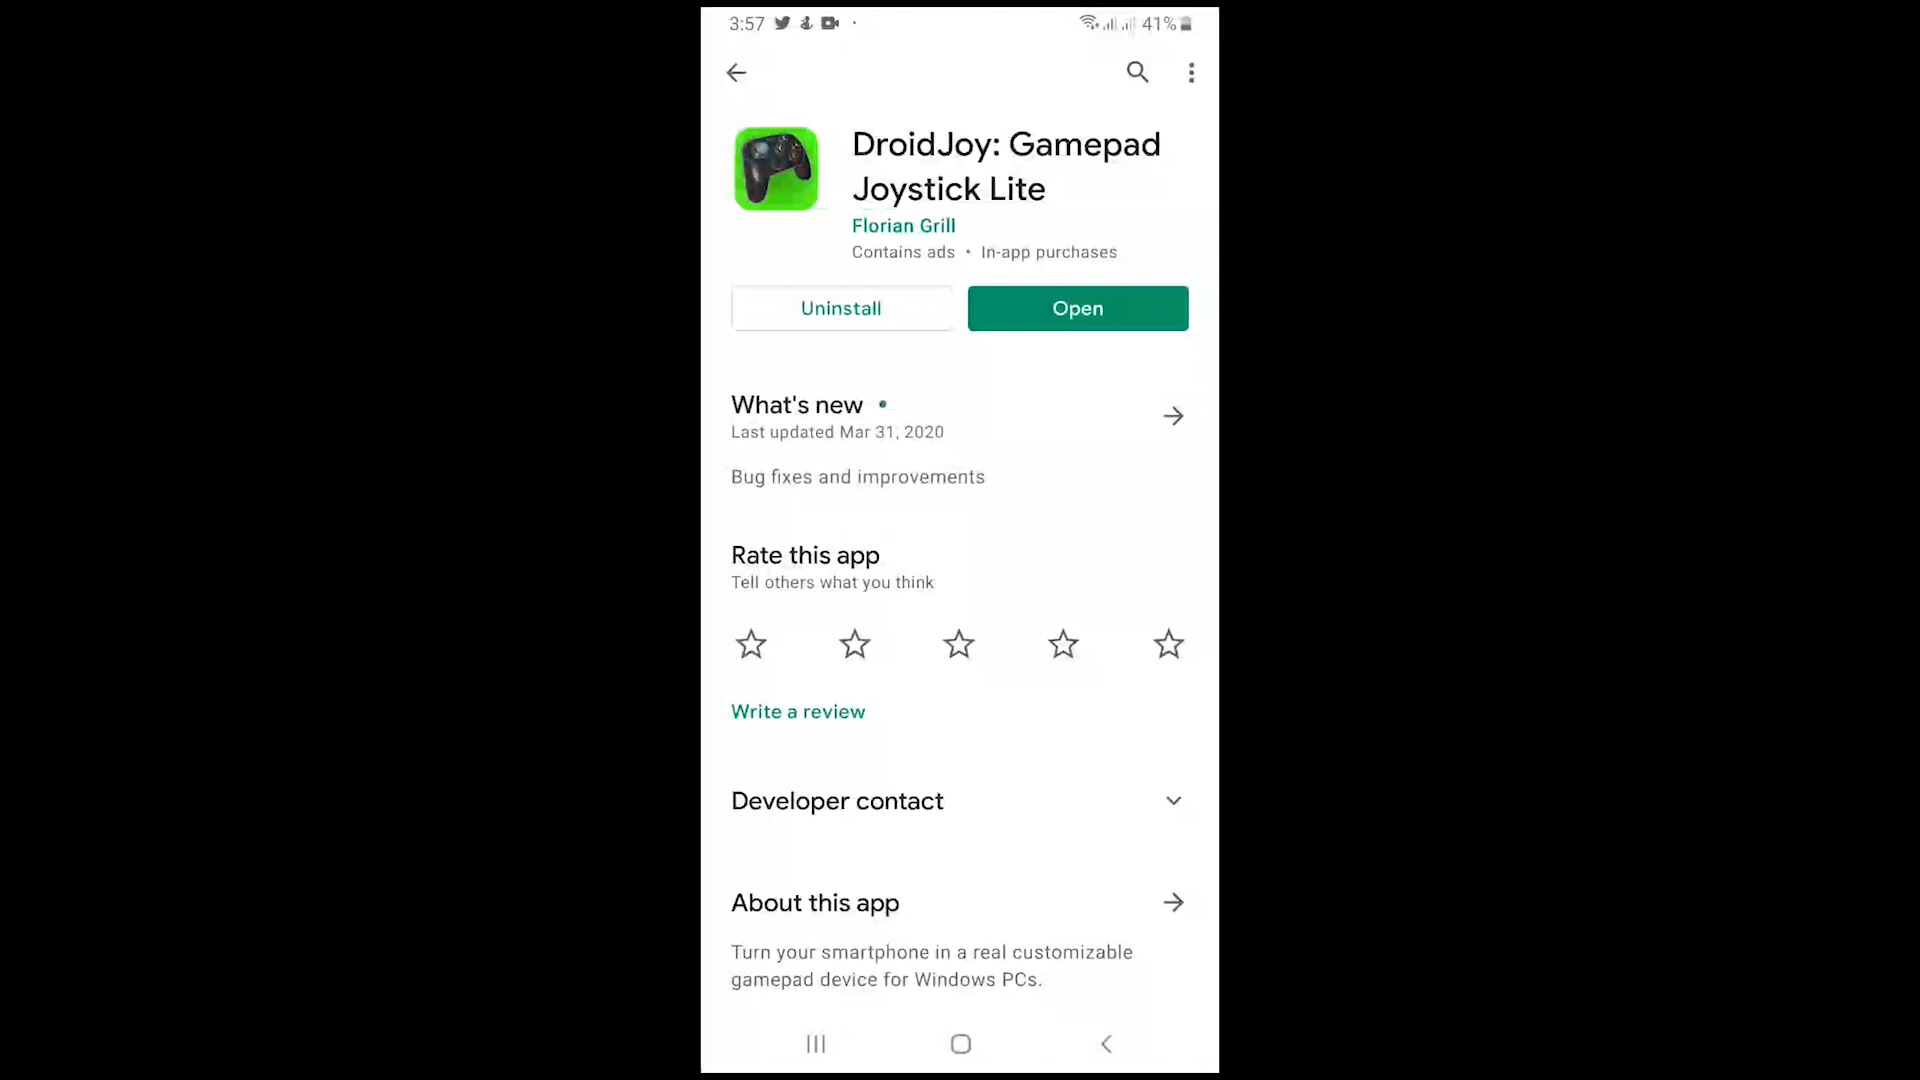 3:57
41%
DroidJoy: Gamepad
Joystick Lite
Florian Grill
Contains ads • In-app purchases
Uninstall
Open
What's new •
Last updated Mar 31, 2020
Bug fixes and improvements
Rate this app
Tell others what you think
Write a review
Developer contact
About this app
Turn your smartphone in a real customizable
gamepad device for Windows PCs.